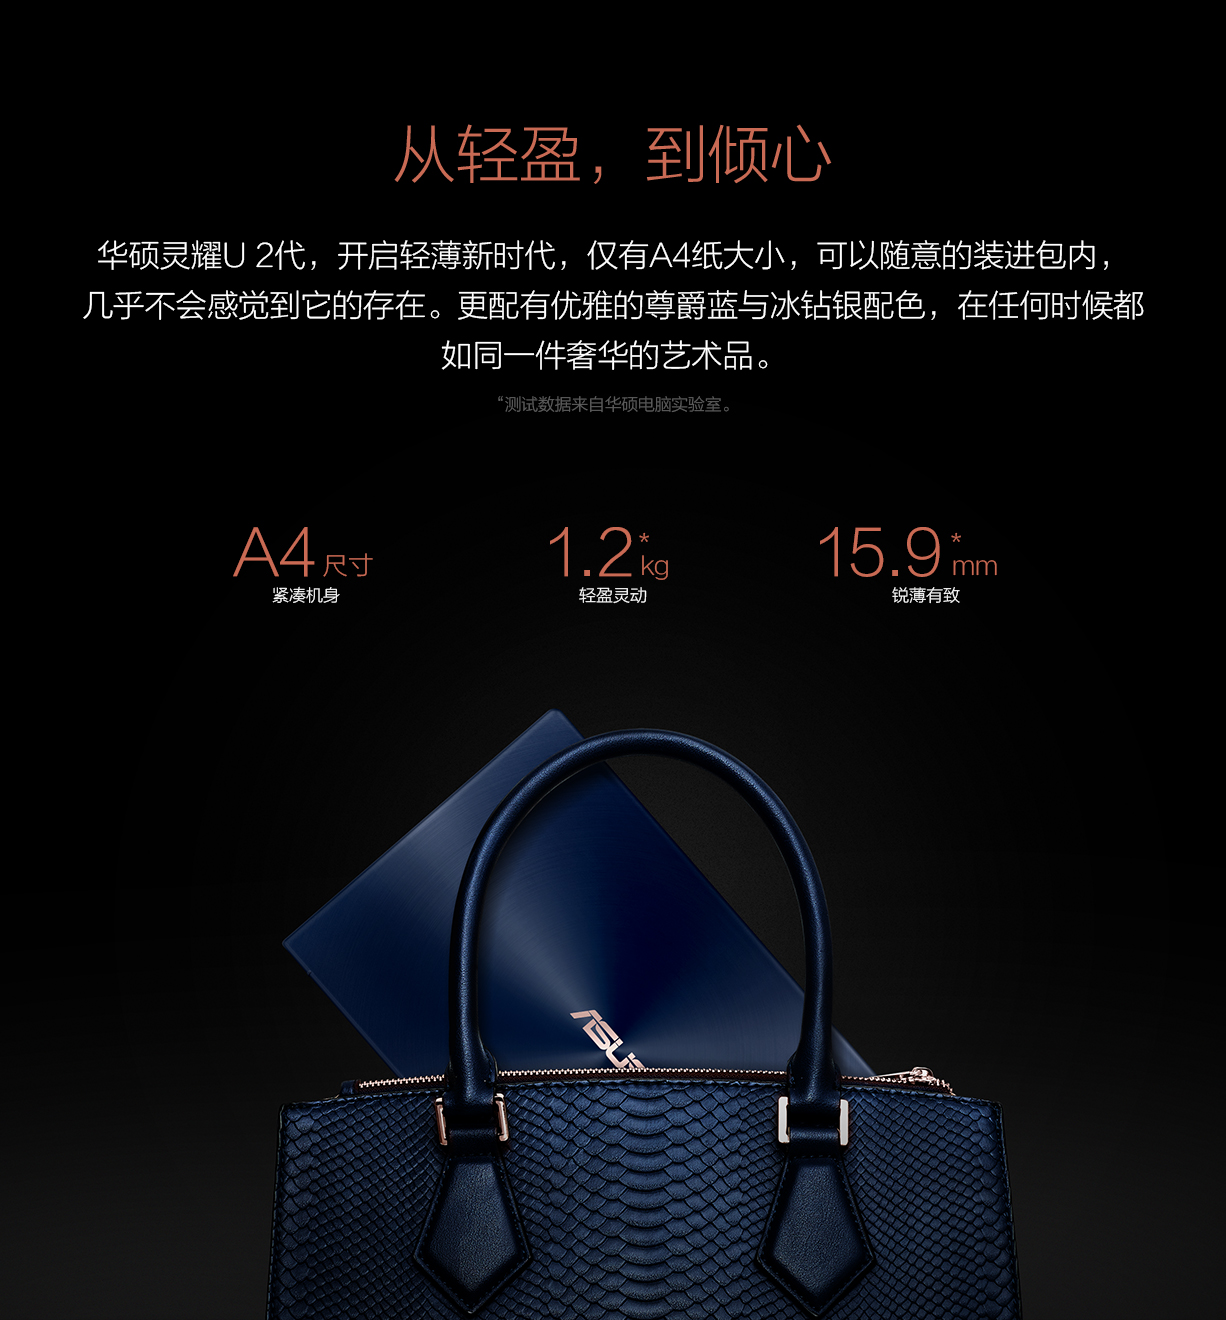 从轻盈，到倾心
华硕灵耀U 2代，开启轻薄新时代，仅有A4纸大小，可以随意的装进包内，
几乎不会感觉到它的存在。更配有优雅的尊爵蓝与冰钻银配色，在任何时候都
如同一件奢华的艺术品。
“测试数据来自华硕电脑实验室。
A4 尺寸
紧凑机身
1.2*kg
轻盈灵动
15.9*mm
锐薄有致
ASUS